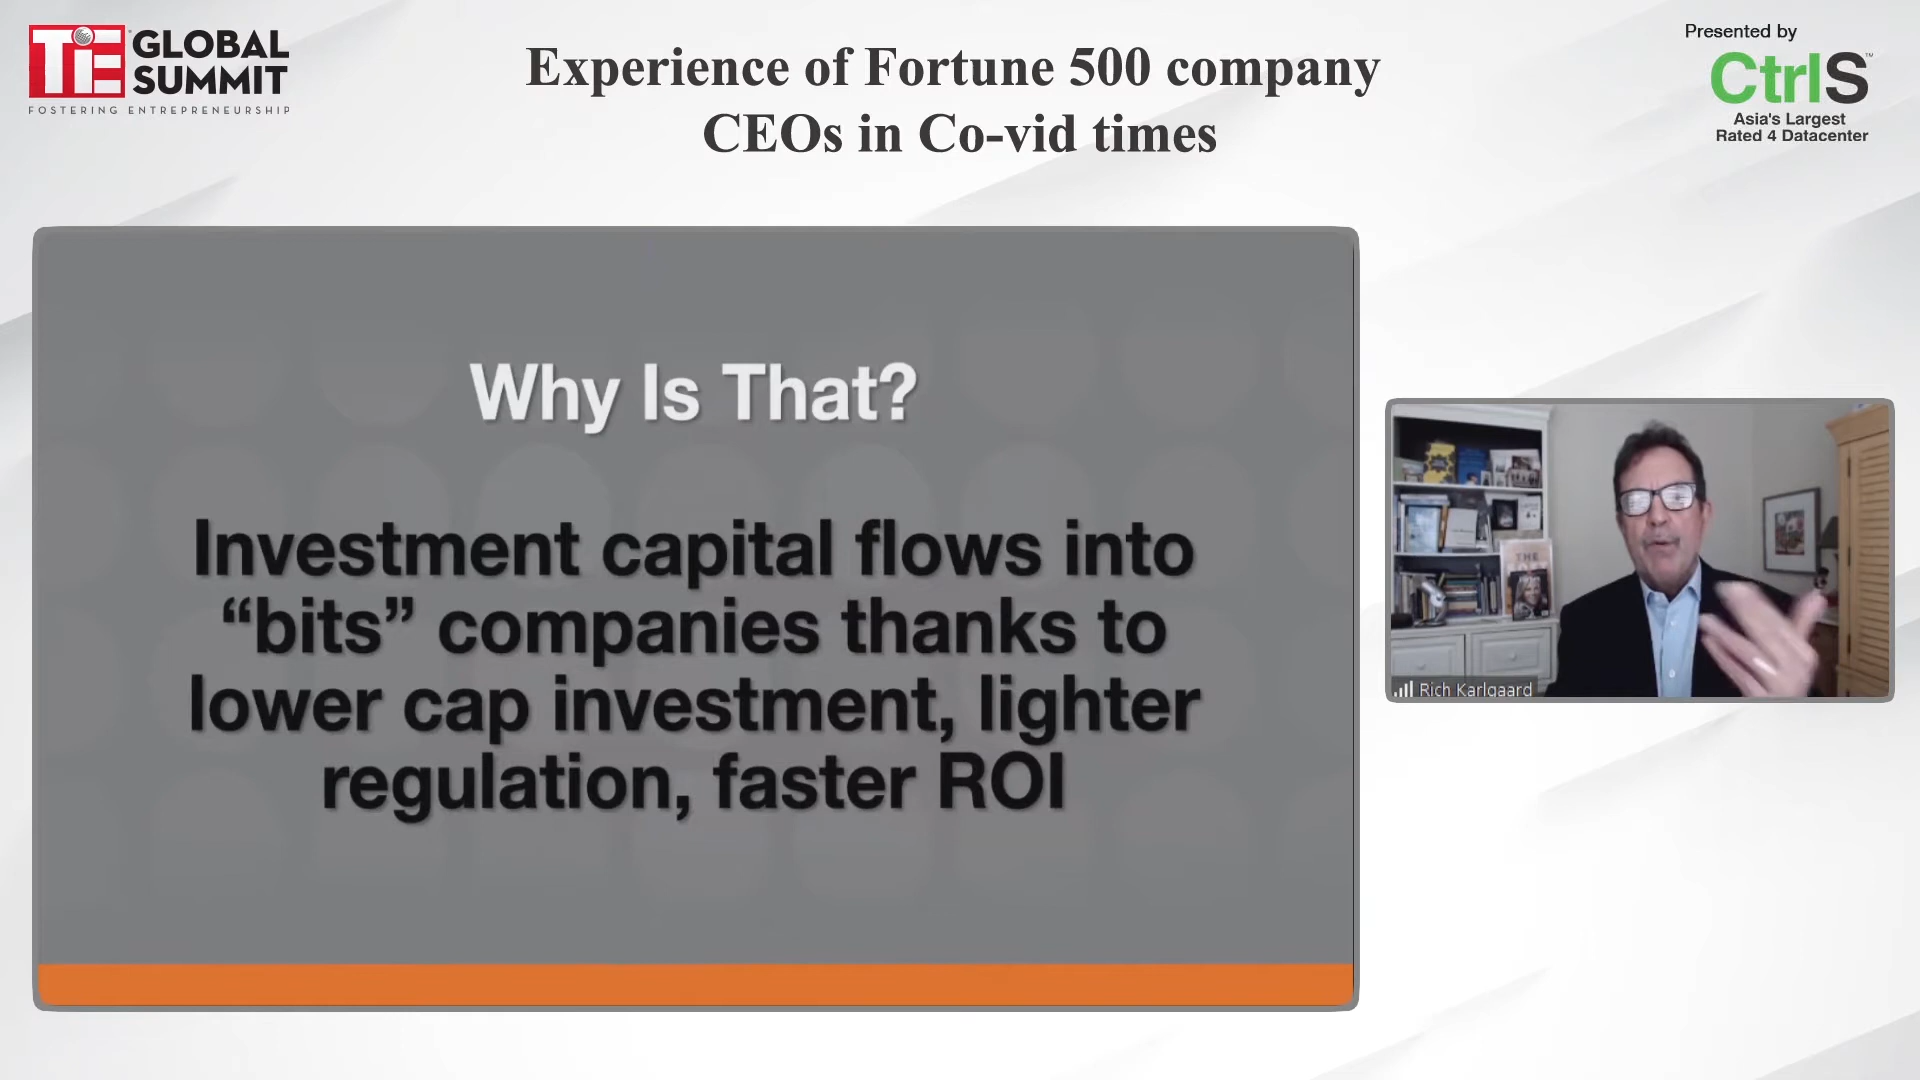 TiE GLOBAL
SUMMIT
FOSTERING ENTREPRENEURSHIP
Experience of Fortune 500 company
CEOs in Co-vid times
Presented by
CtrlS™
Asia's Largest
Rated 4 Datacenter
Why Is That?
Investment capital flows into
“bits” companies thanks to
lower cap investment, lighter
regulation, faster ROI
THE
Rich Karlgaard